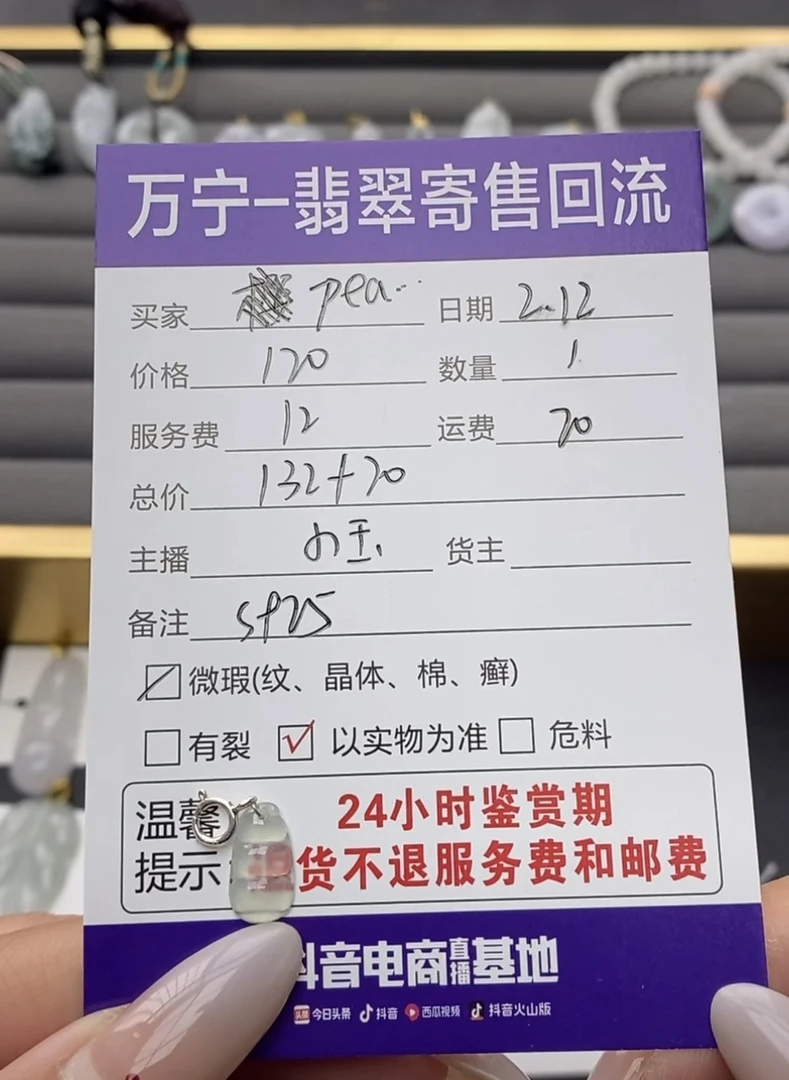 万宁-翡翠寄售回流
买家 pea... 日期 2.12
价格 120 数量 1
服务费 12 运费 20
总价 132+20
主播 小玉 货主
备注 SP25
微瑕(纹、晶体、棉、癣)
有裂 以实物为准 危料
温馨 24小时鉴赏期
提示 货不退服务费和邮费
抖音电商直播基地
头条 今日头条 抖音 西瓜视频 抖音火山版